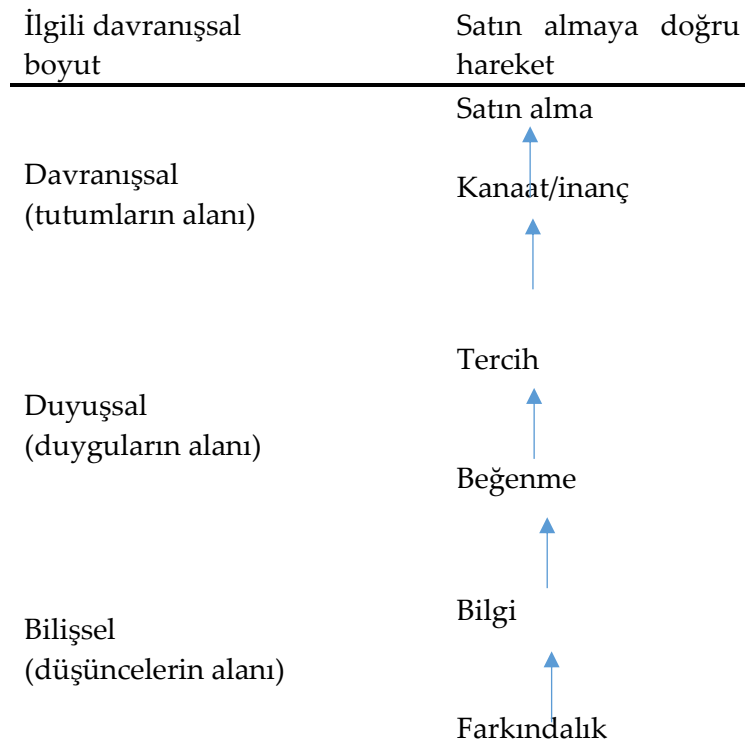 İlgili davranışsal
boyut
Satın almaya doğru
hareket
Satın alma
Davranışsal
(tutumların alanı)
Kanaat/inanç
Tercih
Duyuşsal
(duyguların alanı)
Beğenme
Bilgi
Bilişsel
(düşüncelerin alanı)
Farkındalık